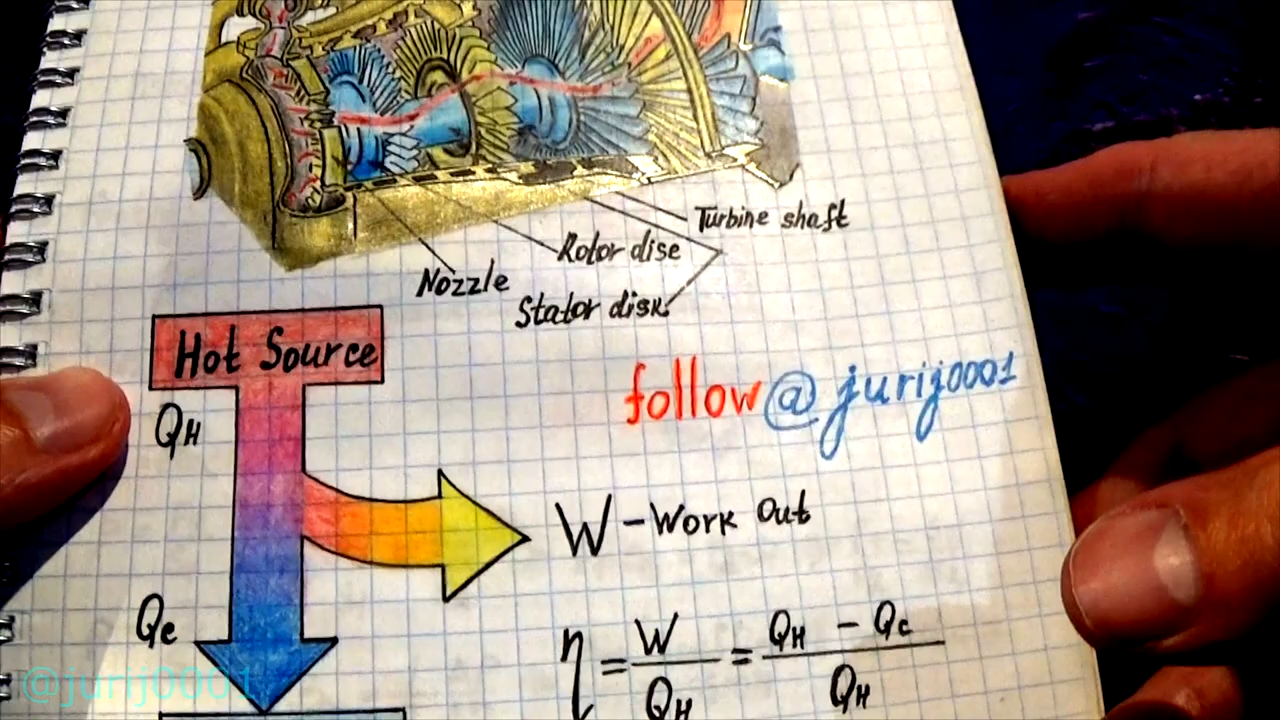 Turbine shaft
Rotor disc
Nozzle
Stator disk
Hot Source
follow@jurij0001
QH
W - Work Out
Qc
η = W/QH = QH - Qc/QH
@jurij0001